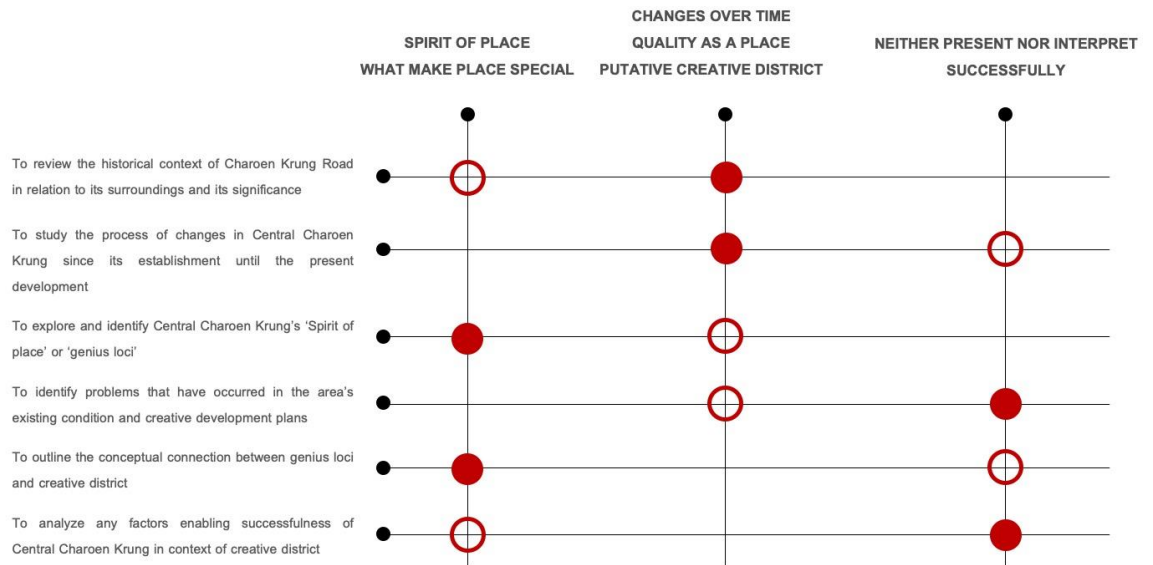 SPIRIT OF PLACE
WHAT MAKE PLACE SPECIAL
CHANGES OVER TIME
QUALITY AS A PLACE
PUTATIVE CREATIVE DISTRICT
NEITHER PRESENT NOR INTERPRET
SUCCESSFULLY
To review the historical context of Charoen Krung Road
in relation to its surroundings and its significance
To study the process of changes in Central Charoen
Krung since its establishment until the present
development
To explore and identify Central Charoen Krung's 'Spirit of
place' or 'genius loci'
To identify problems that have occurred in the area's
existing condition and creative development plans
To outline the conceptual connection between genius loci
and creative district
To analyze any factors enabling successfulness of
Central Charoen Krung in context of creative district